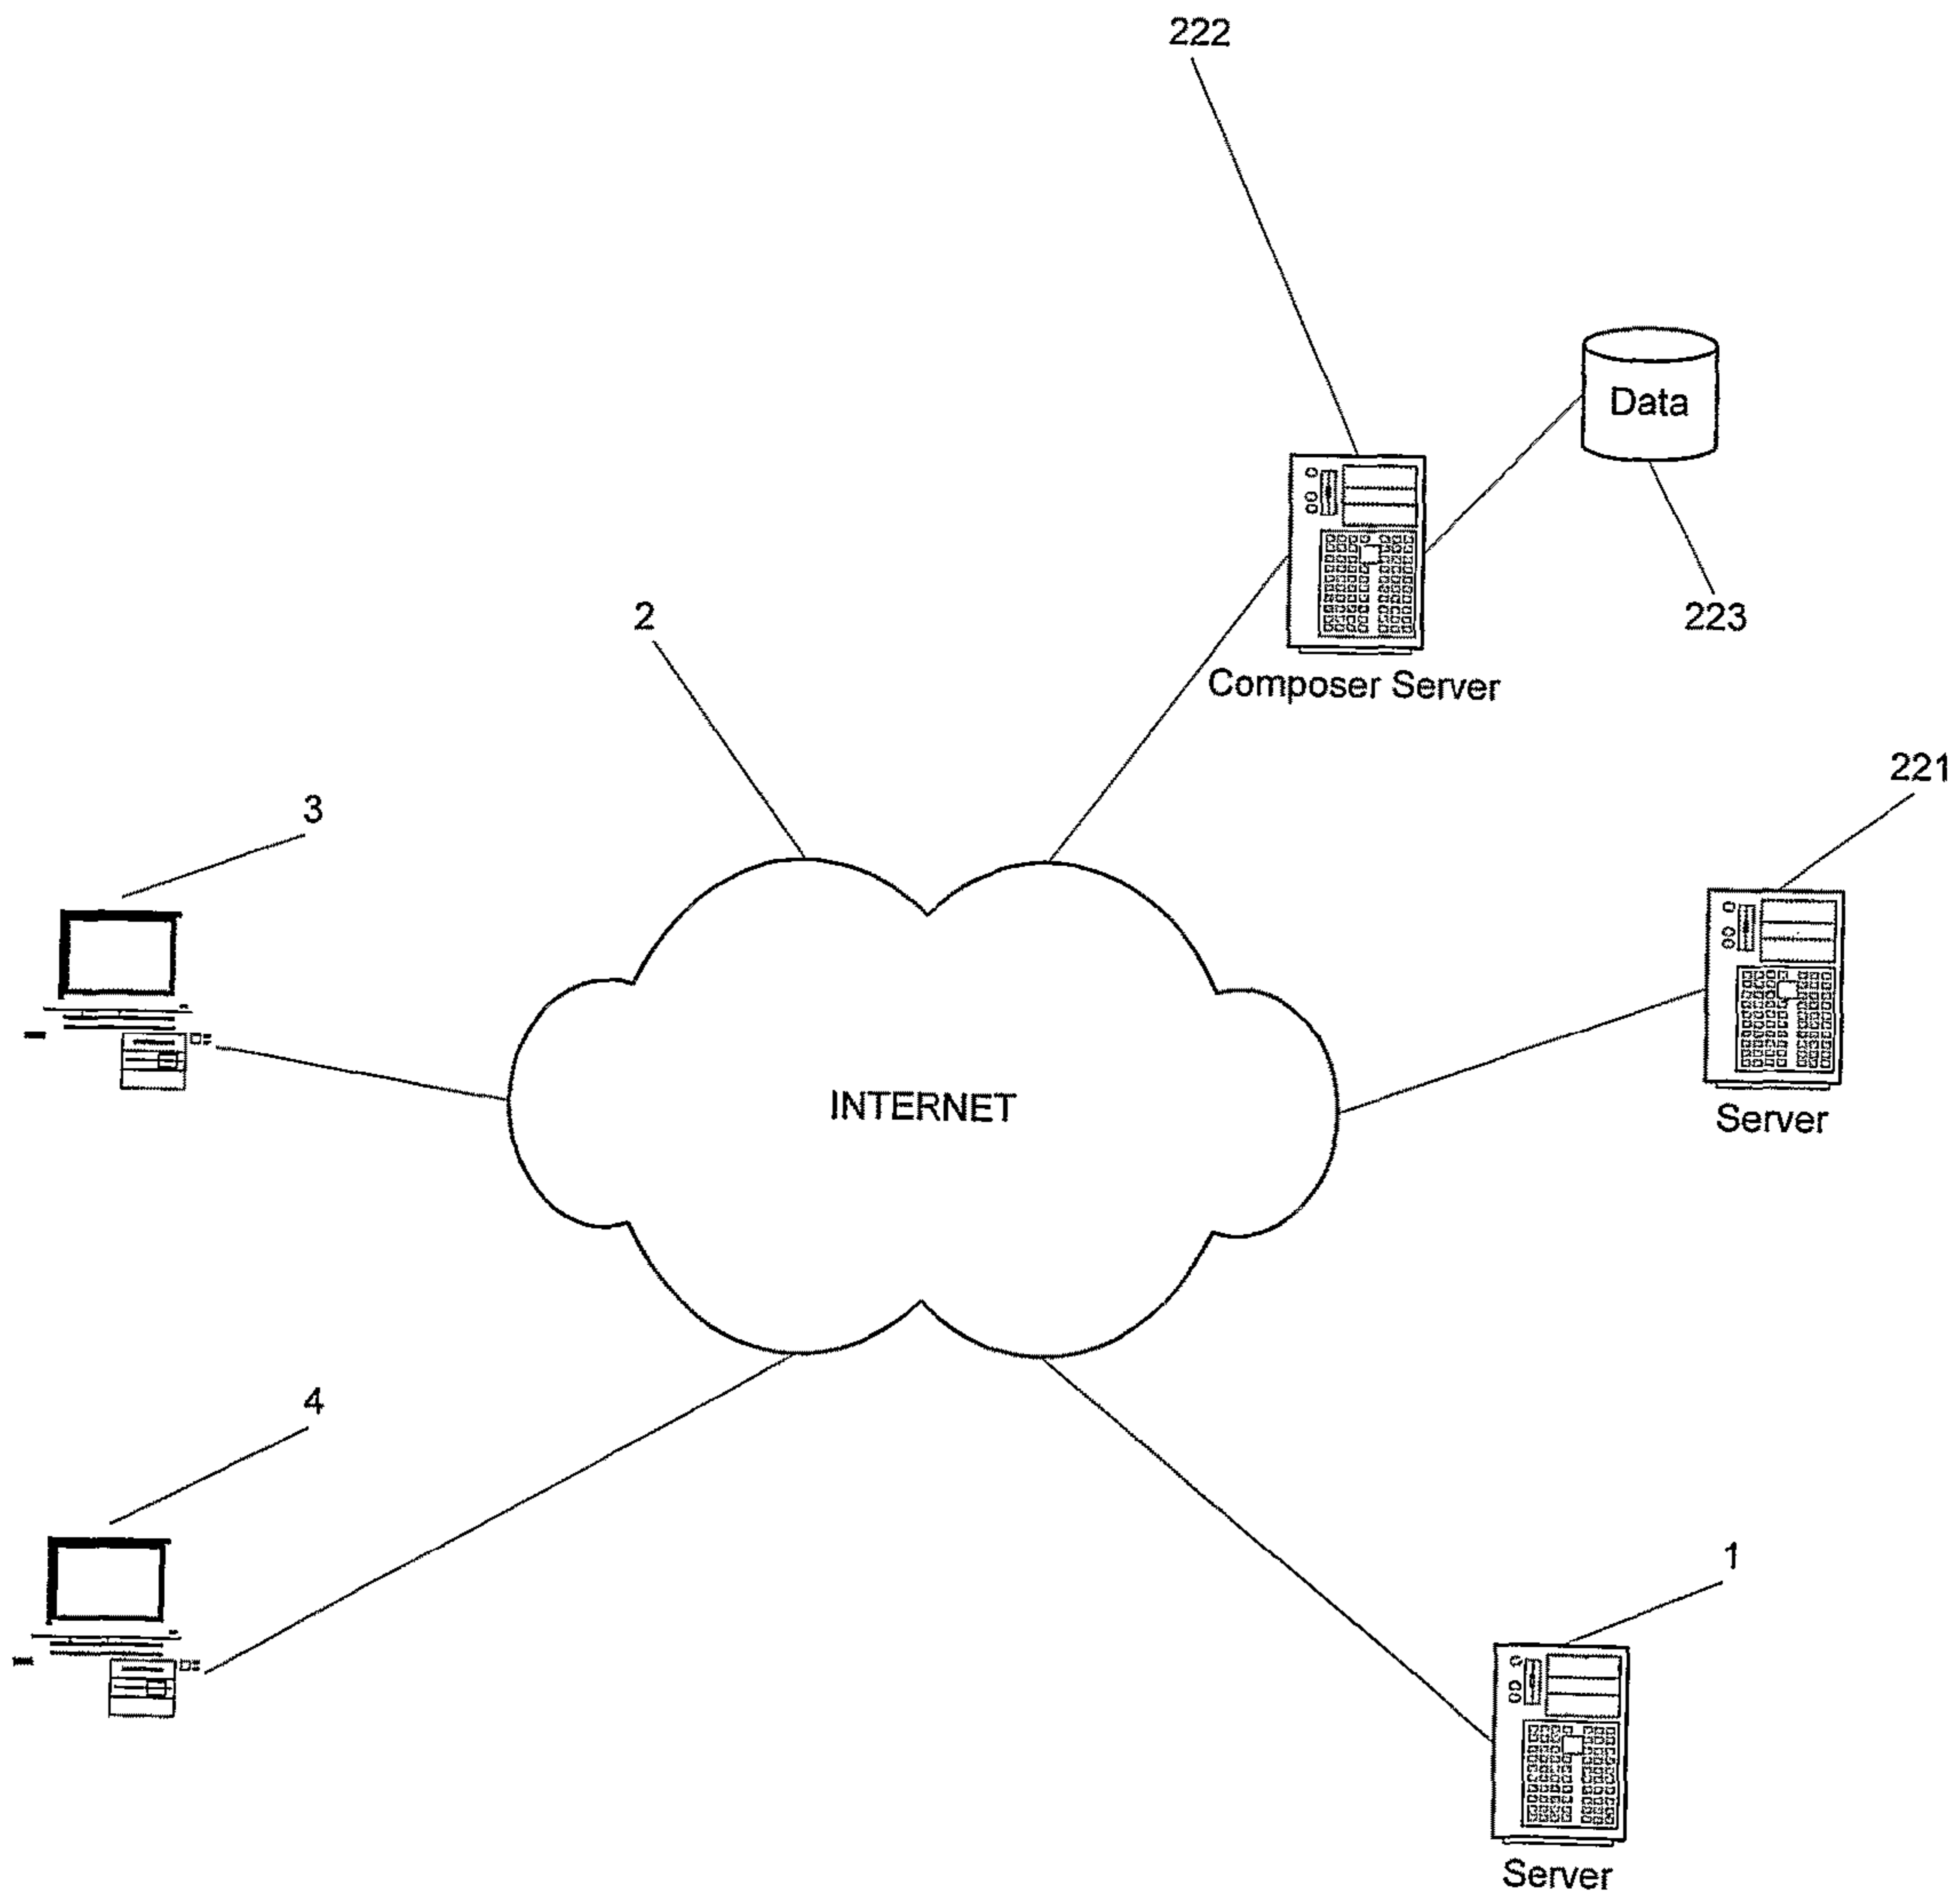 222
Data
223
2
Composer Server
221
3
INTERNET
Server
4
1
Server